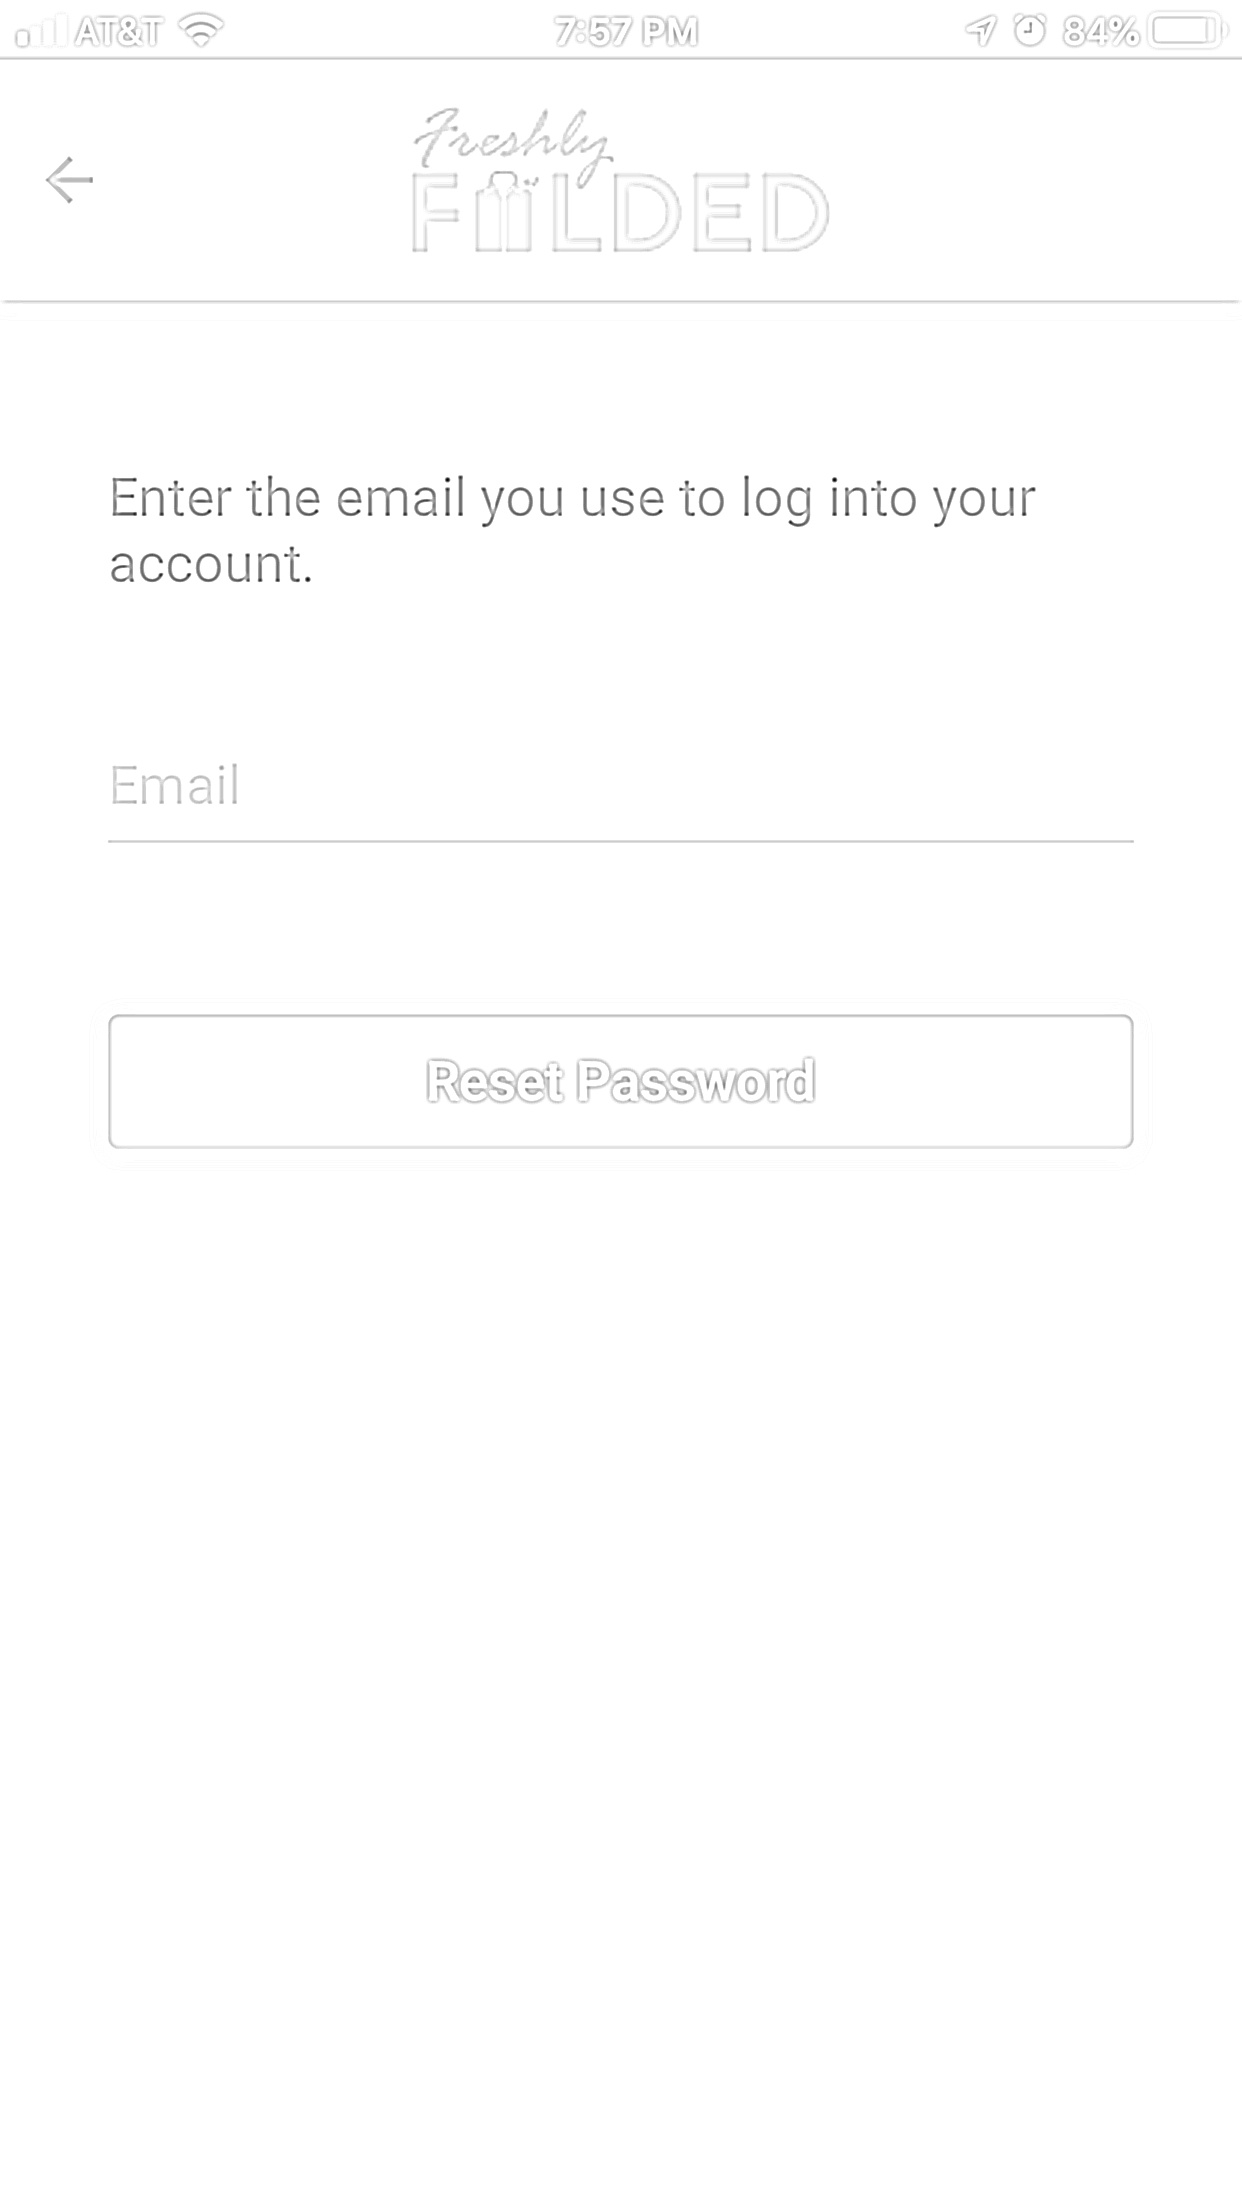 AT&T 7:57 PM 84%
Freshly
FOLDED
Enter the email you use to log into your
account.
Email
Reset Password